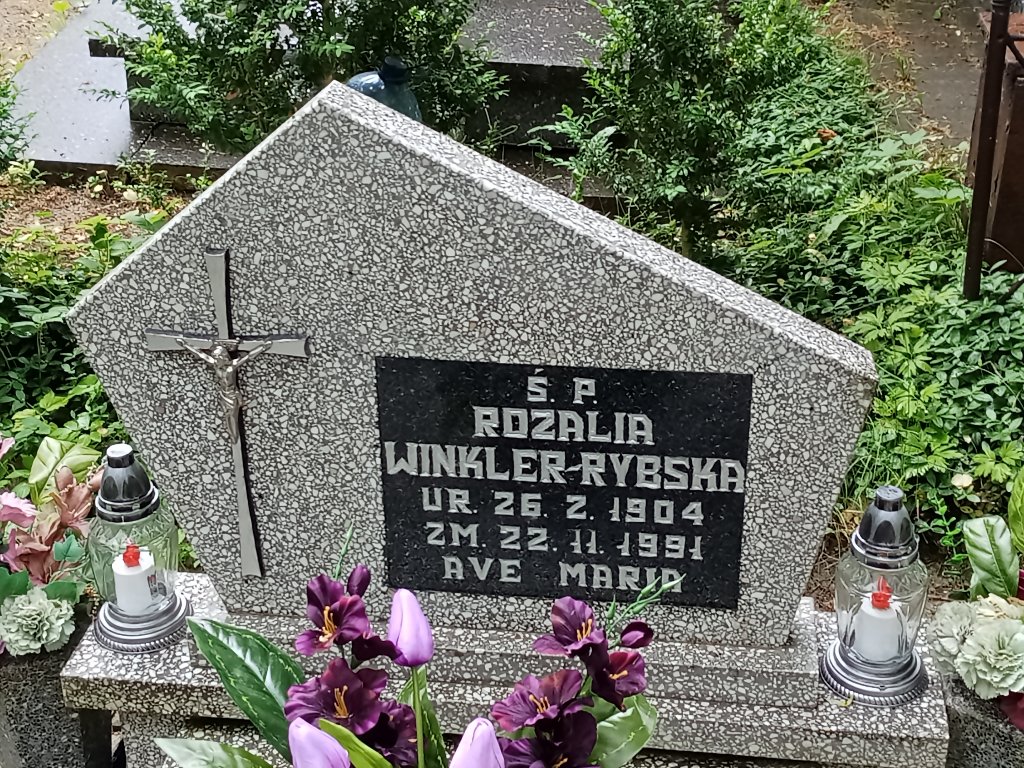 Ś. P.
ROZALIA
WINKLER-RYBSKA
UR. 26. 2. 1904
ZM. 22. 11. 1991
AVE MARIA